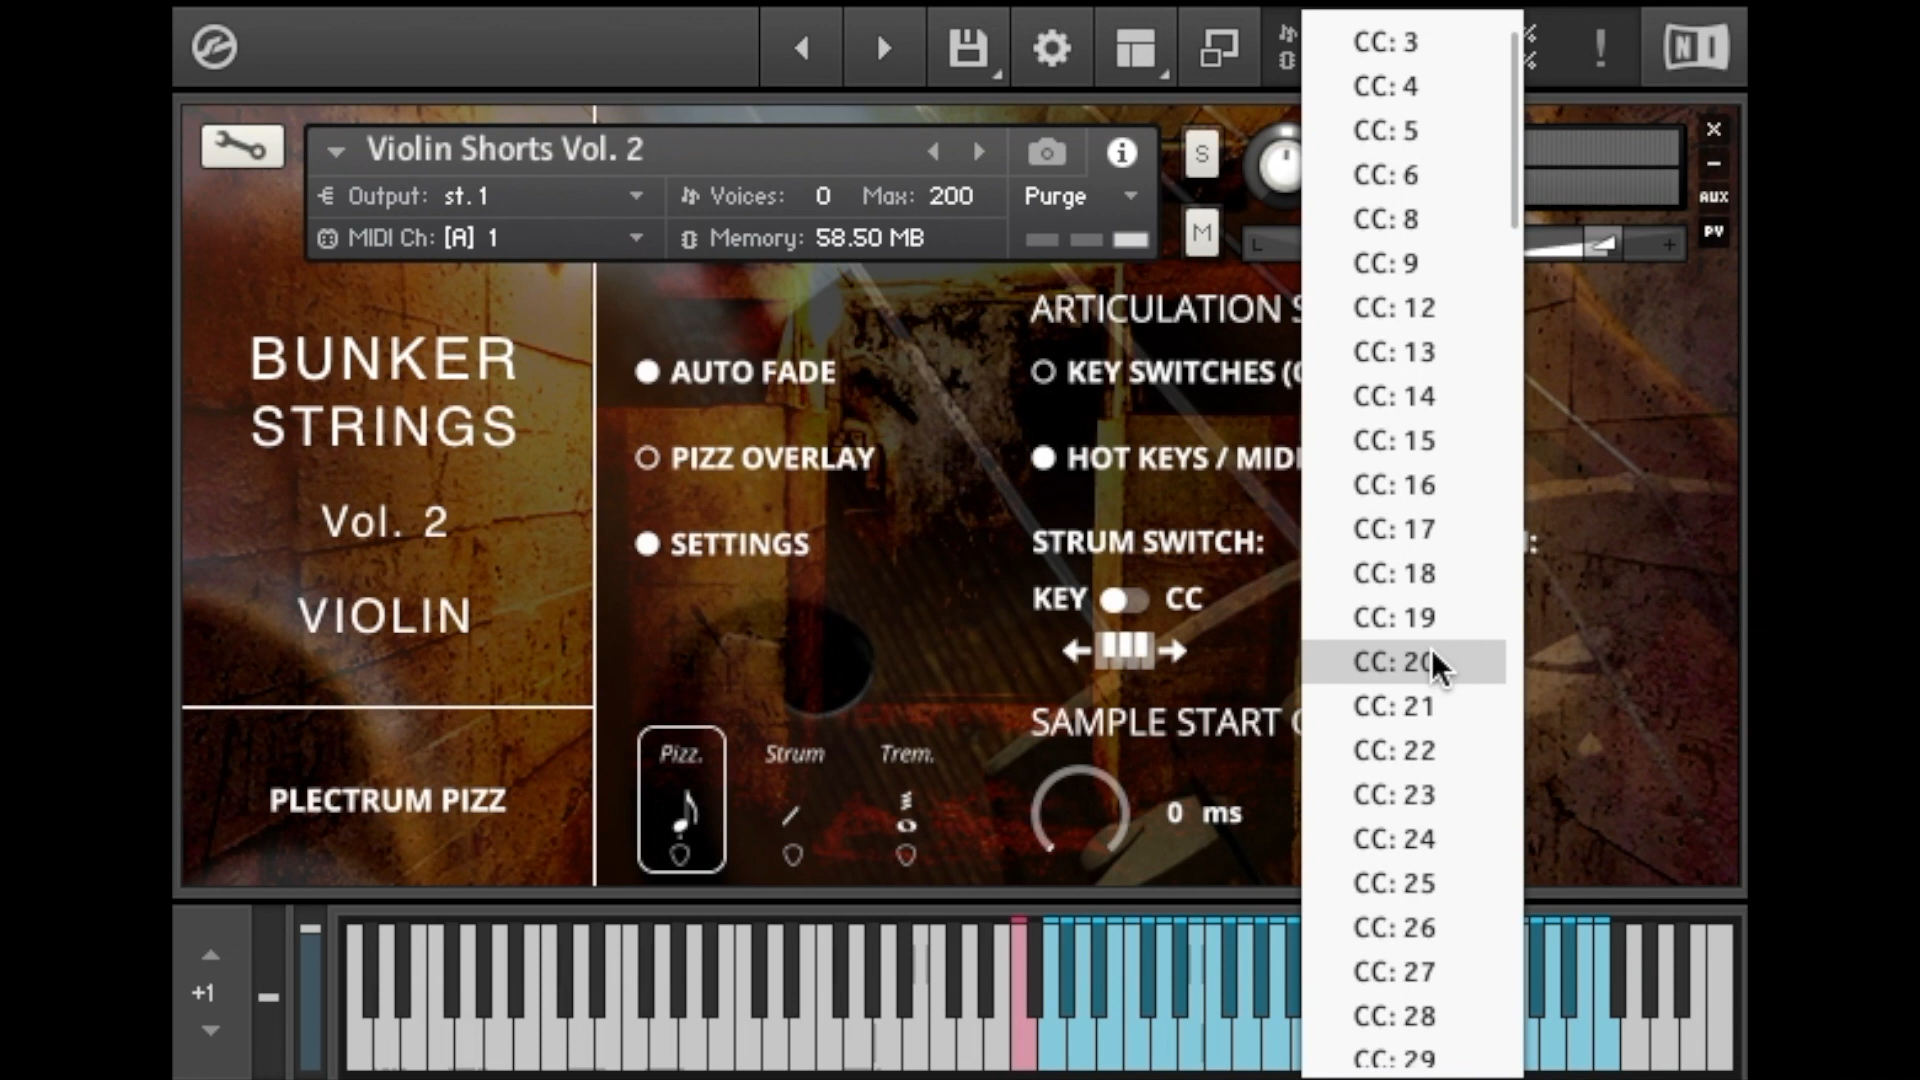 NI
Violin Shorts Vol. 2
i
S
×
Output: st.1
Voices: 0 Max: 200
Purge
AUX
MIDI Ch: [A] 1
Memory: 58.50 MB
M
L
+
PV
BUNKER
STRINGS
Vol. 2
VIOLIN
PLECTRUM PIZZ
AUTO FADE
PIZZ OVERLAY
SETTINGS
Pizz.
Strum
Trem.
ARTICULATION S
KEY SWITCHES (
HOT KEYS / MIDI
STRUM SWITCH:
KEY CC
SAMPLE START
0 ms
CC: 3
CC: 4
CC: 5
CC: 6
CC: 8
CC: 9
CC: 12
CC: 13
CC: 14
CC: 15
CC: 16
CC: 17
CC: 18
CC: 19
CC: 20
CC: 21
CC: 22
CC: 23
CC: 24
CC: 25
CC: 26
CC: 27
CC: 28
CC: 29
+1